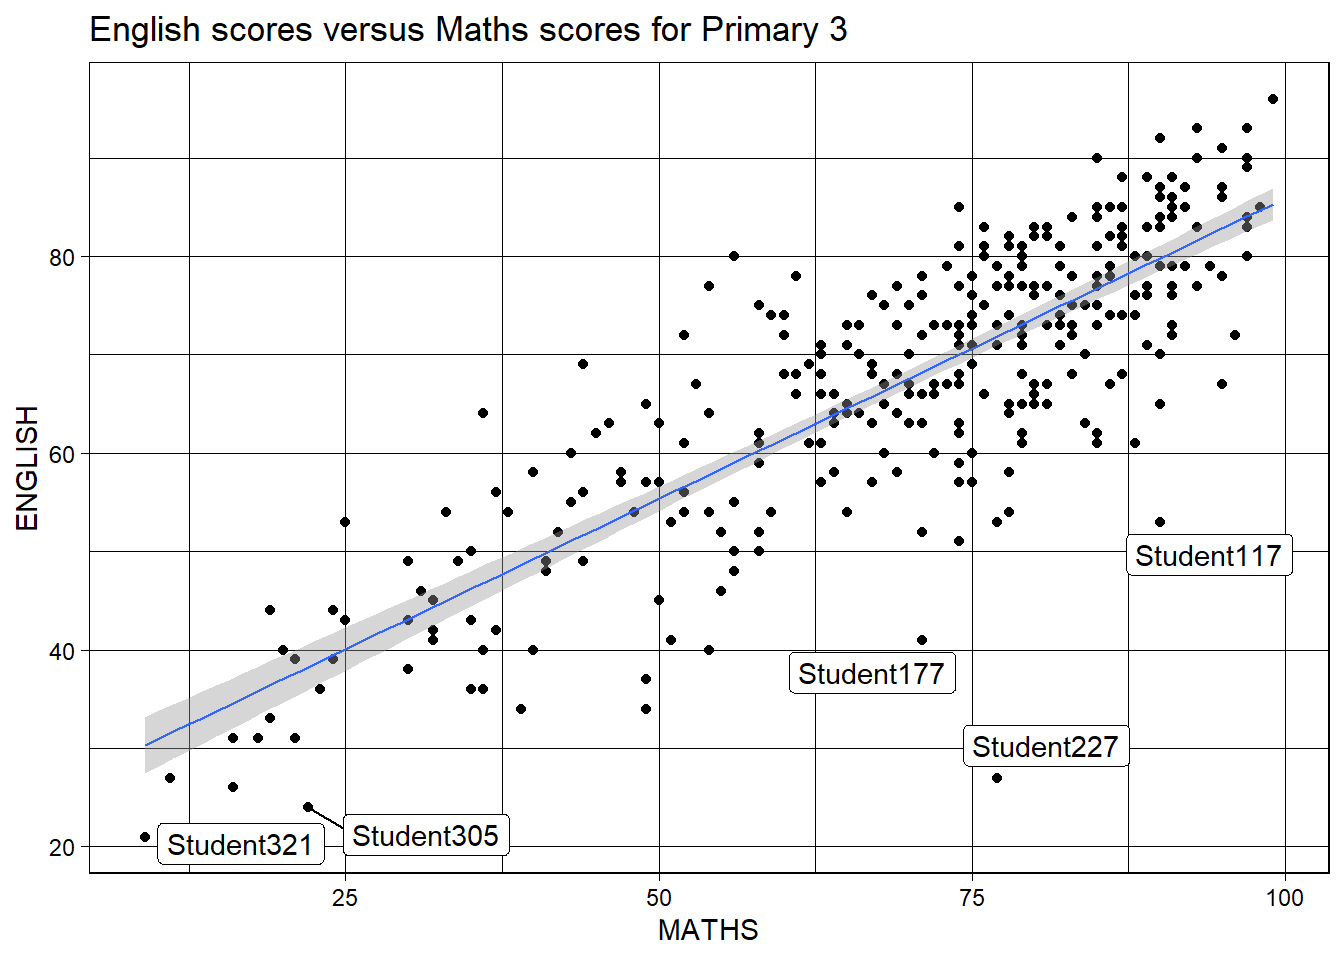 English scores versus Maths scores for Primary 3
ENGLISH
80
60
40
20
Student117
Student177
Student227
Student305
Student321
25 50 75 100
MATHS